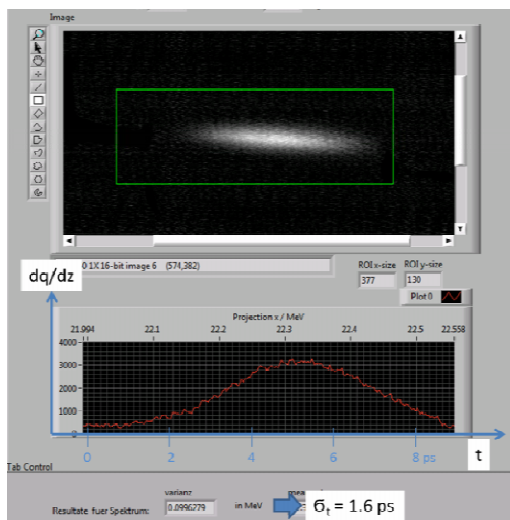 Image
0 1X 16-bit image 6 (574,382)
ROI x-size ROI y-size
377 130
dq/dz
Plot 0
Projection x / MeV
21.994 22.1 22.2 22.3 22.4 22.5 22.558
4000
3000
2000
1000
0
t
0 2 4 6 8 ps
Tab Control
varianz
Resultate fuer Spektrum: 0.0996279 in MeV
σt = 1.6 ps